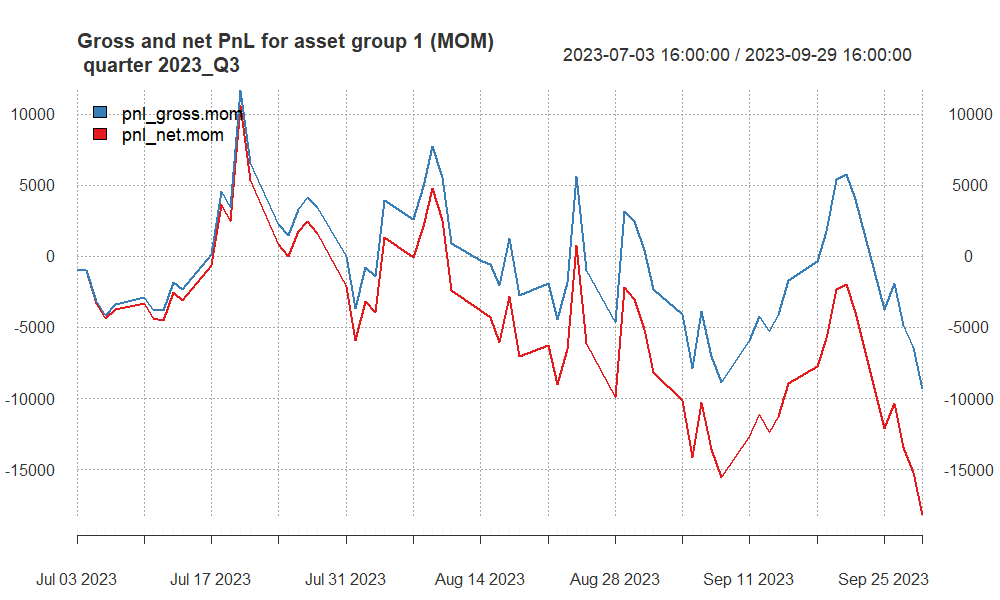 Gross and net PnL for asset group 1 (MOM)
quarter 2023_Q3
2023-07-03 16:00:00 / 2023-09-29 16:00:00
pnl_gross.mom
pnl_net.mom
10000 10000
5000 5000
0 0
-5000 -5000
-10000 -10000
-15000 -15000
Jul 03 2023 Jul 17 2023 Jul 31 2023 Aug 14 2023 Aug 28 2023 Sep 11 2023 Sep 25 2023